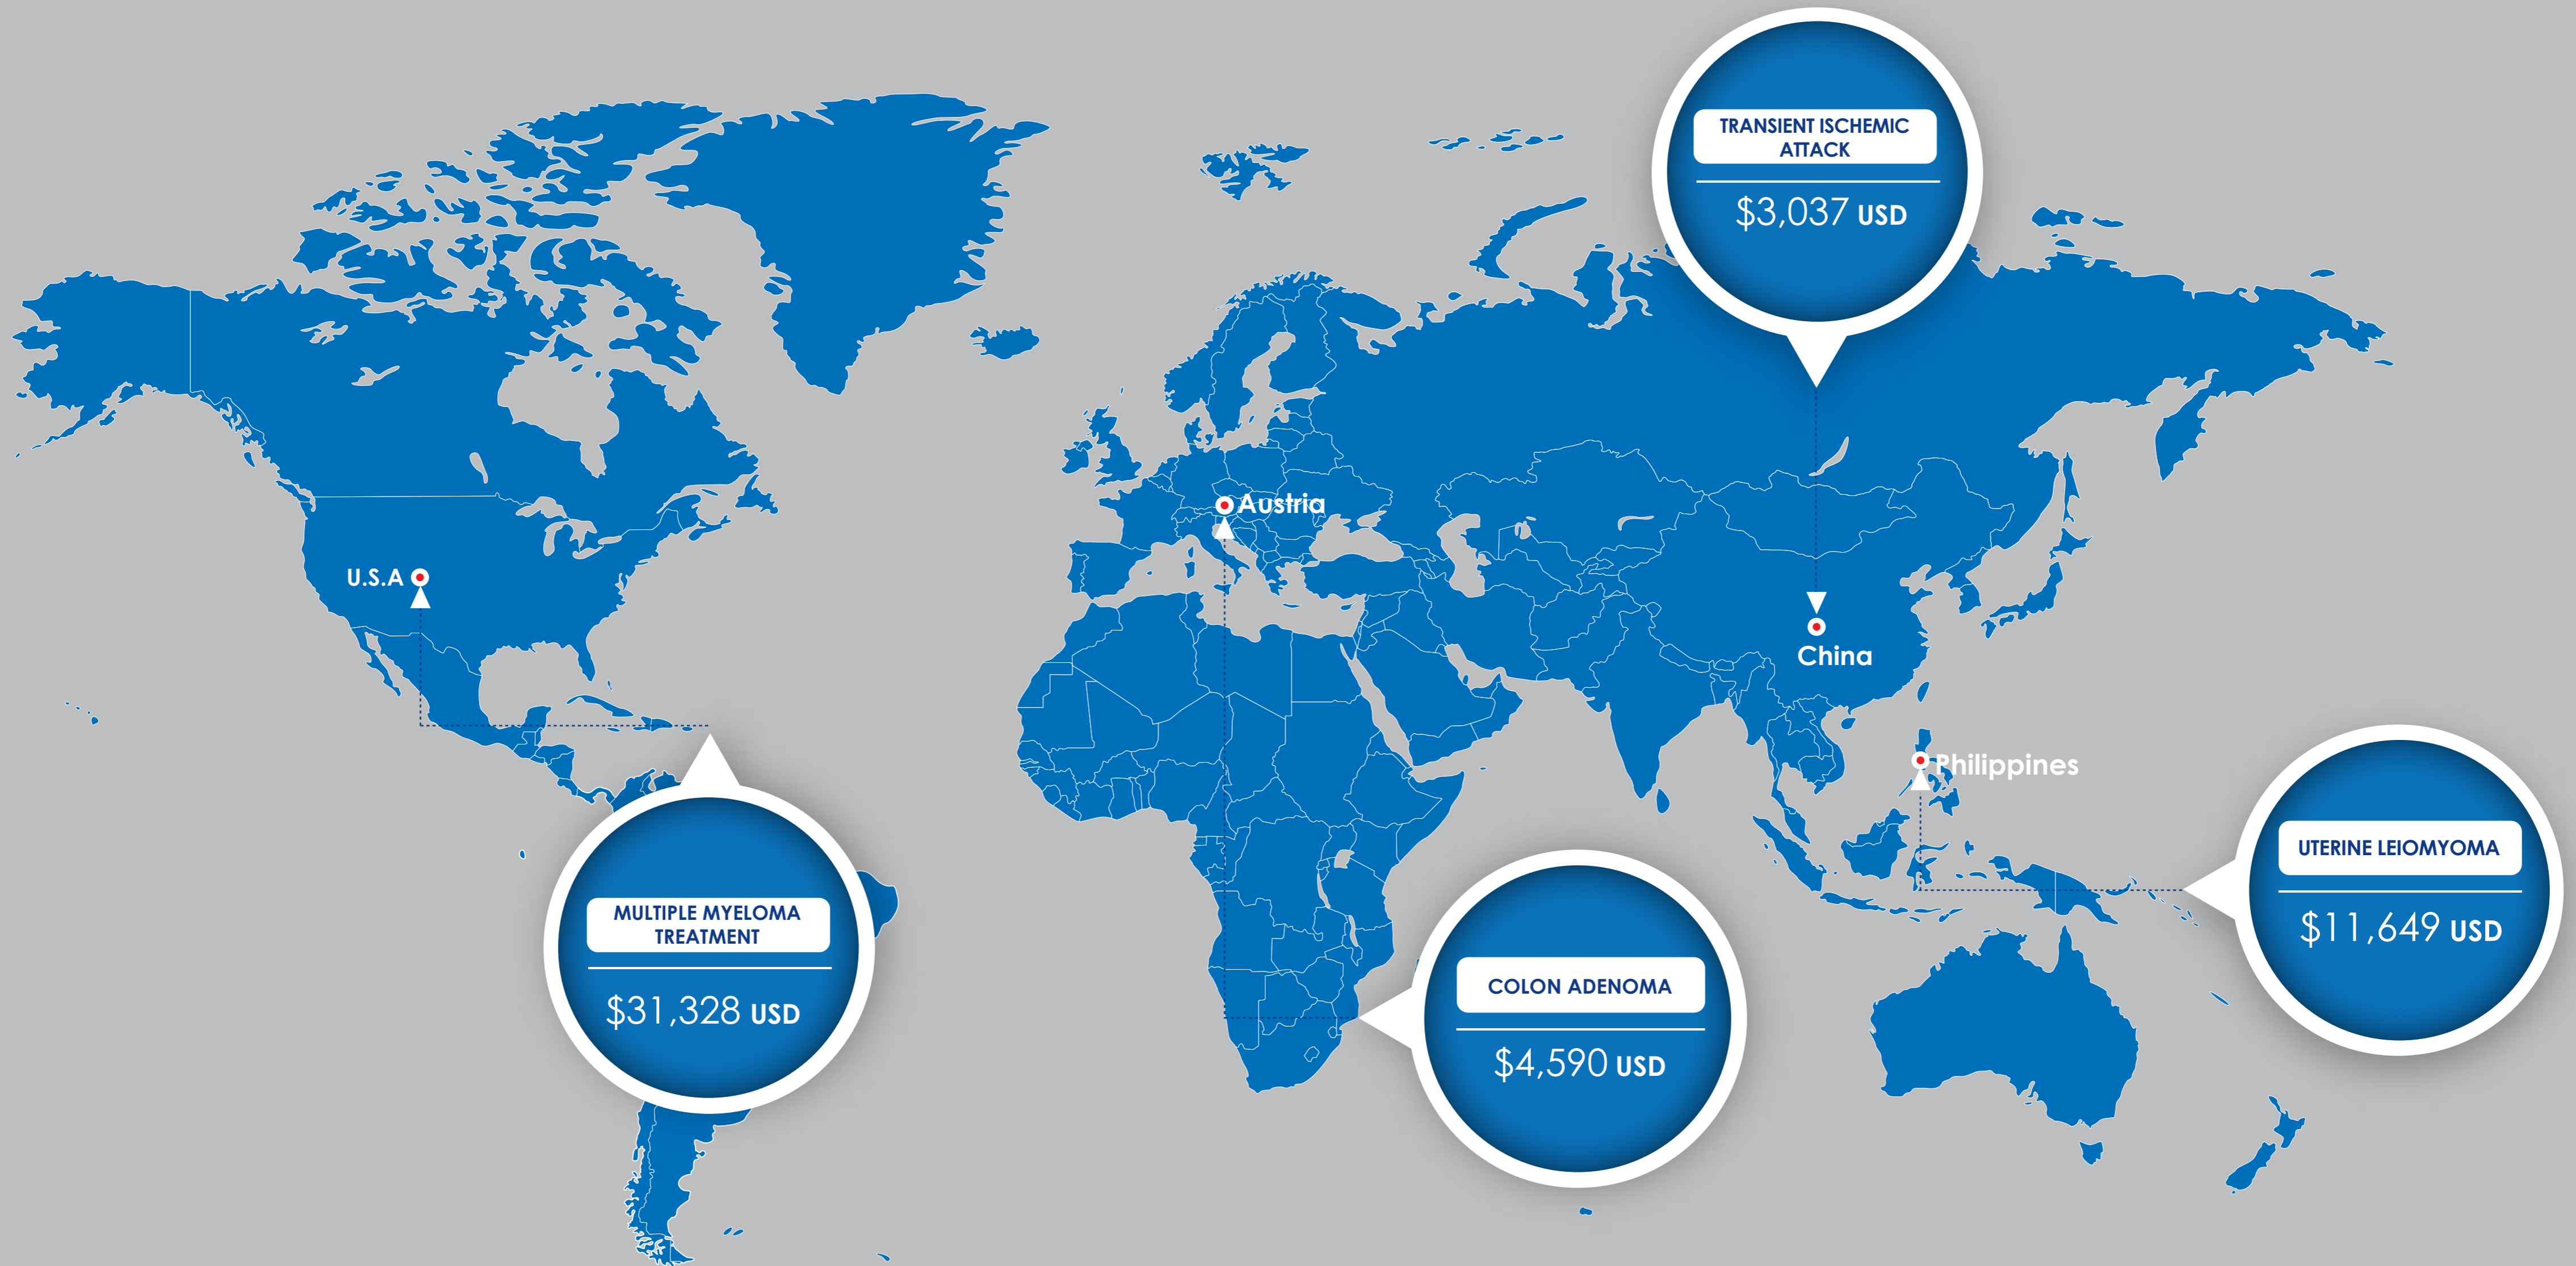 TRANSIENT ISCHEMIC
ATTACK
$3,037 USD
Austria
U.S.A
China
Philippines
UTERINE LEIOMYOMA
$11,649 USD
MULTIPLE MYELOMA
TREATMENT
$31,328 USD
COLON ADENOMA
$4,590 USD